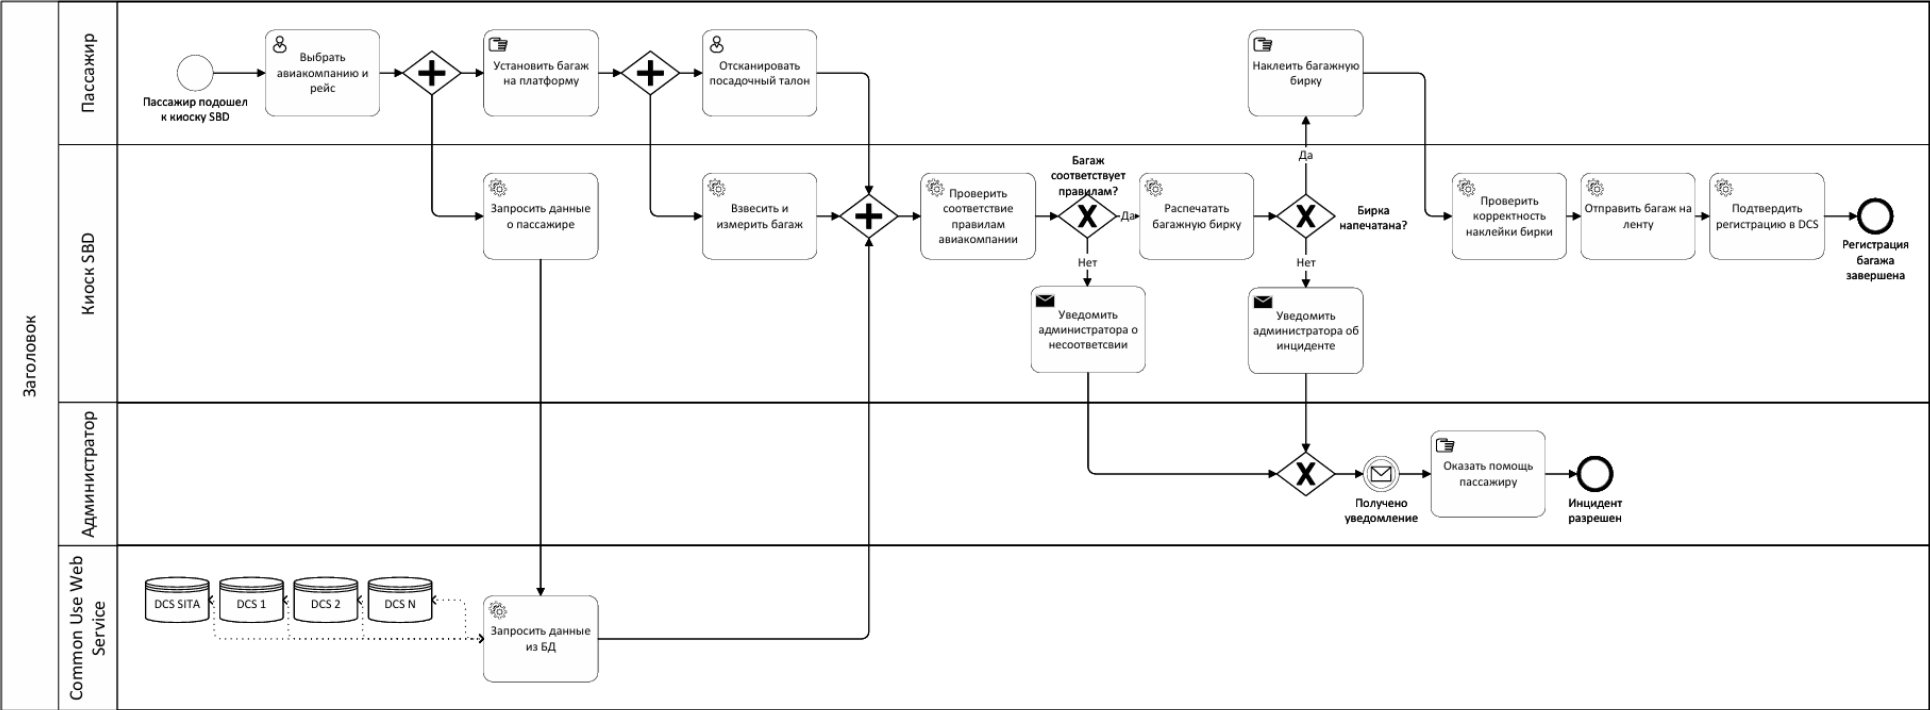 Заголовок
Пассажир
Пассажир подошел
к киоску SBD
Выбрать
авиакомпанию и
рейс
Установить багаж
на платформу
Отсканировать
посадочный талон
Наклеить багажную
бирку
Киоск SBD
Запросить данные
о пассажире
Взвесить и
измерить багаж
Проверить
соответствие
правилам
авиакомпании
Багаж
соответствует
правилам?
Да
Нет
Распечатать
багажную бирку
Да
Бирка
напечатана?
Нет
Проверить
корректность
наклейки бирки
Отправить багаж на
ленту
Подтвердить
регистрацию в DCS
Регистрация
багажа
завершена
Уведомить
администратора о
несоответсвии
Уведомить
администратора об
инциденте
Администратор
Получено
уведомление
Оказать помощь
пассажиру
Инцидент
разрешен
Common Use Web
Service
DCS SITA
DCS 1
DCS 2
DCS N
Запросить данные
из БД